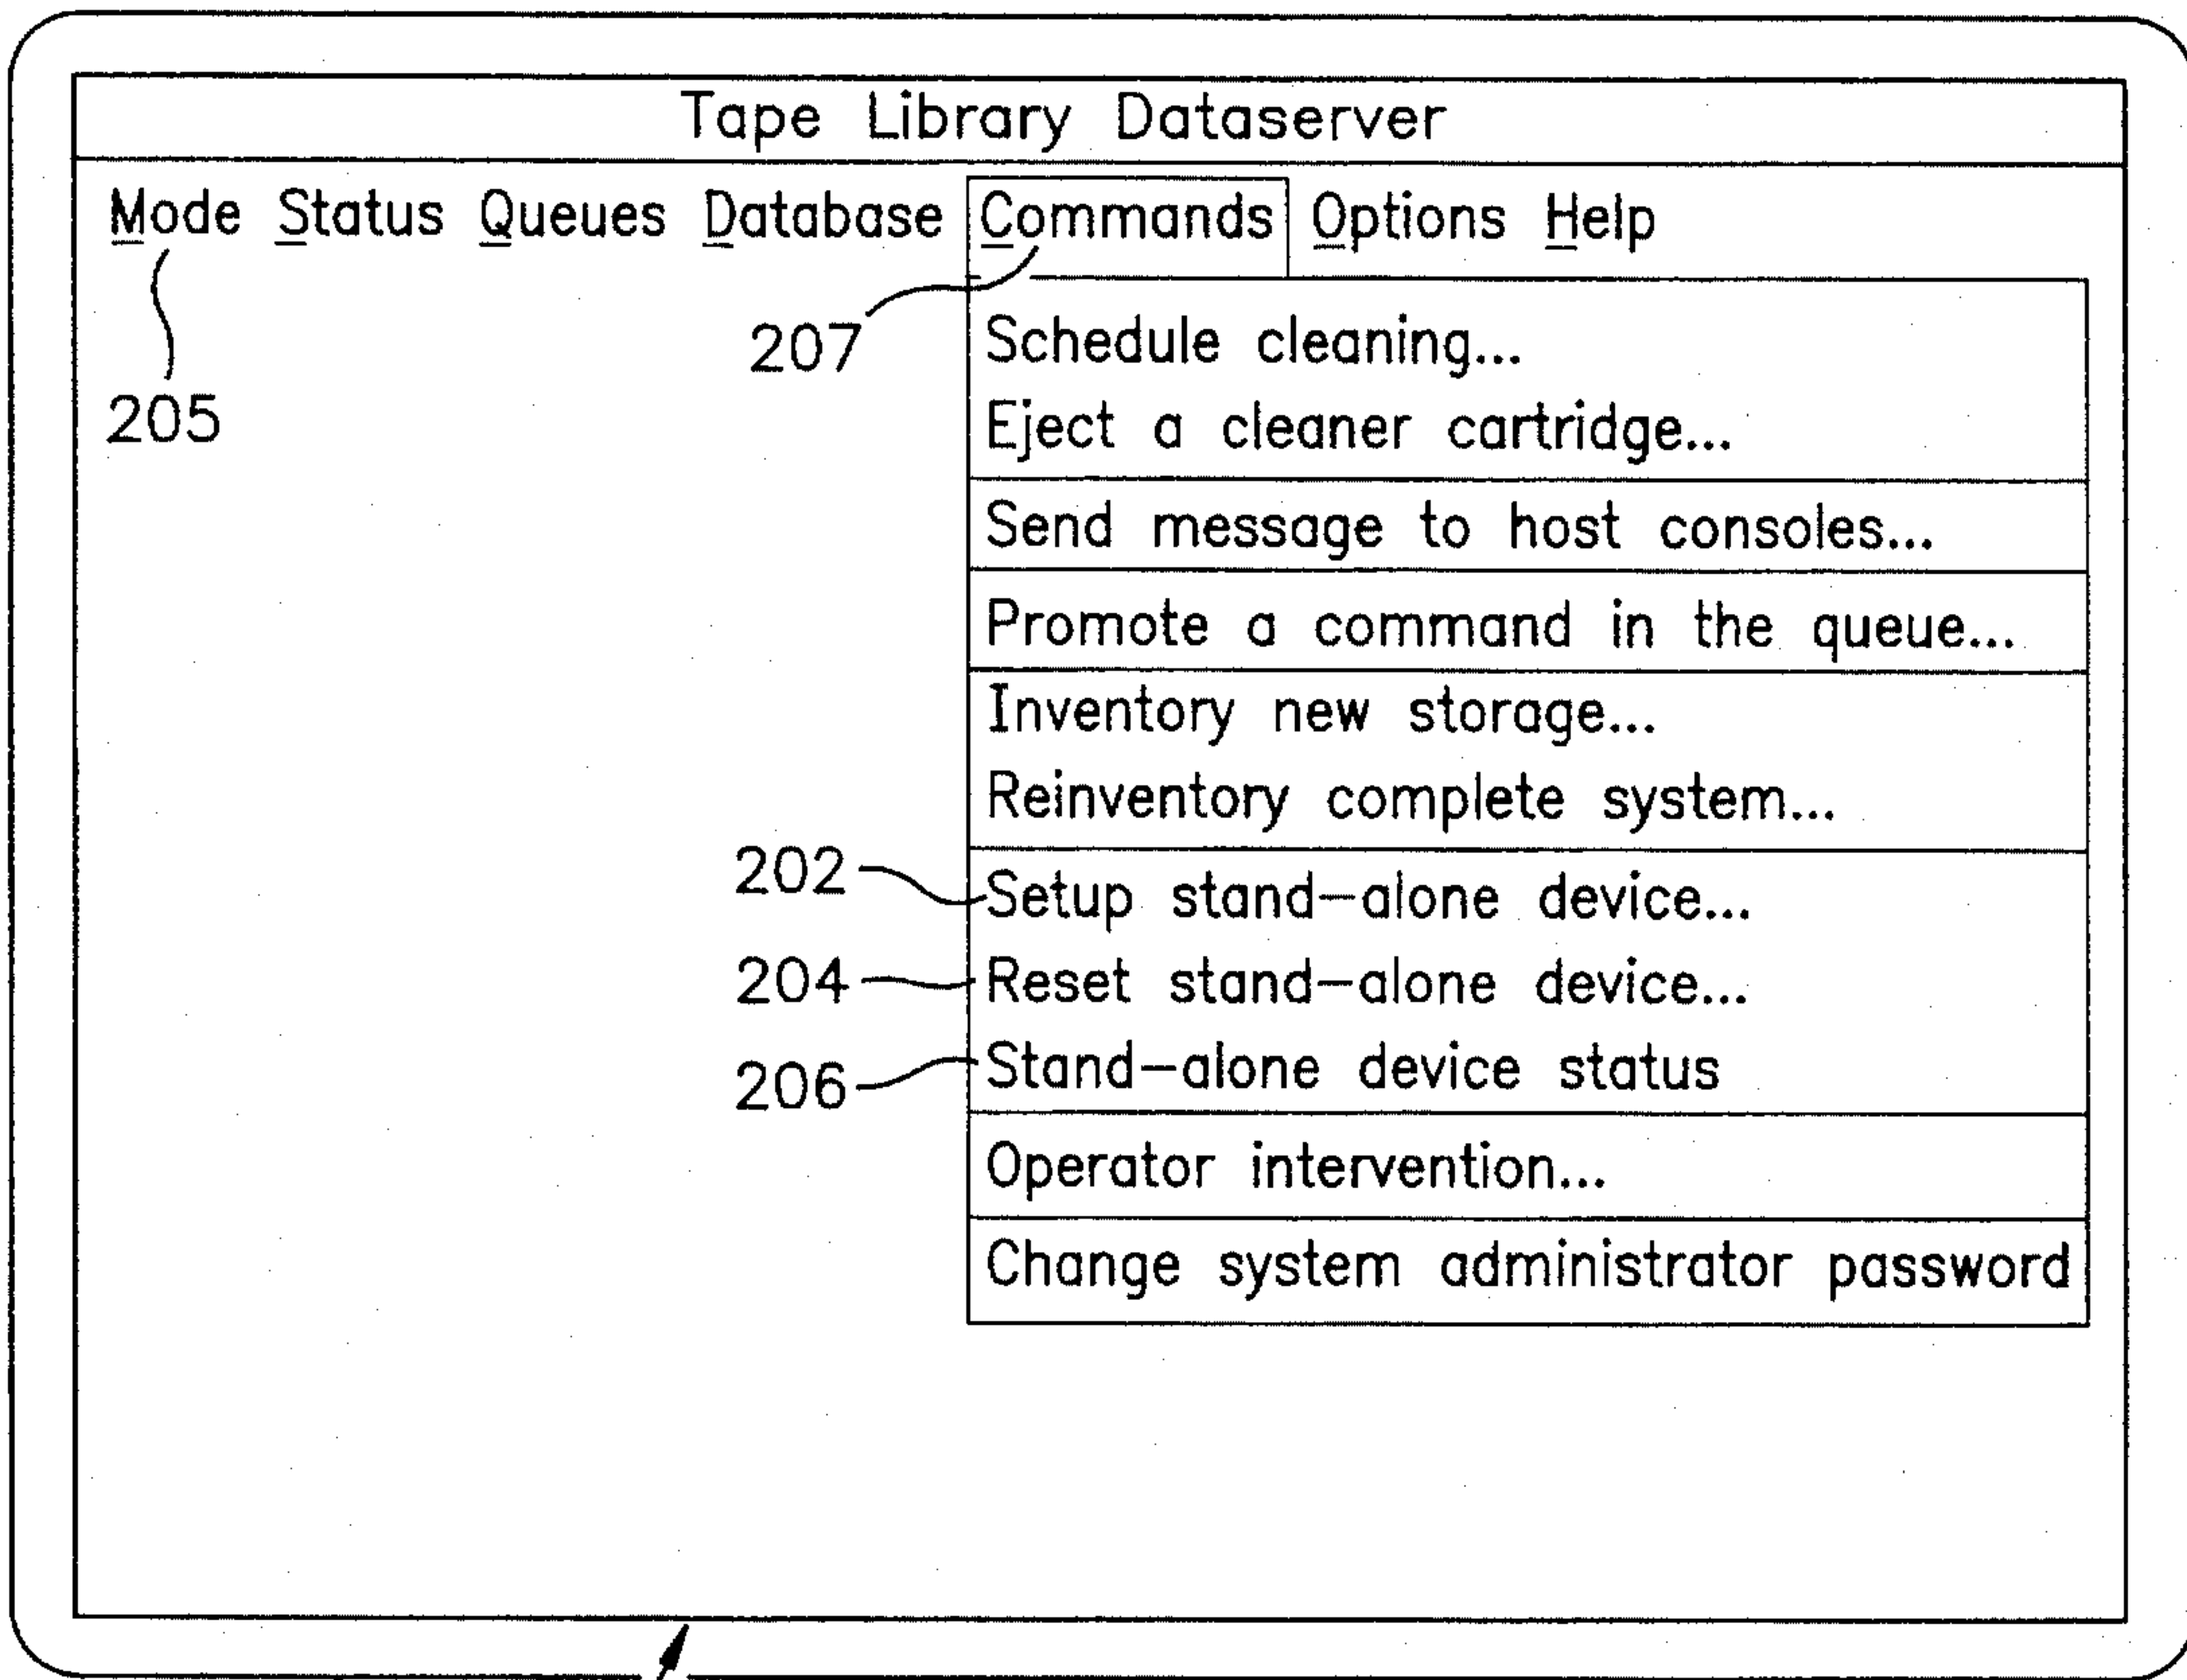 Tape Library Dataserver
Mode Status Queues Database Commands Options Help
207
205
Schedule cleaning...
Eject a cleaner cartridge...
Send message to host consoles...
Promote a command in the queue...
Inventory new storage...
Reinventory complete system...
202 Setup stand-alone device...
204 Reset stand-alone device...
206 Stand-alone device status
Operator intervention...
Change system administrator password